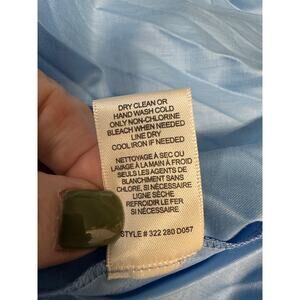 DRY CLEAN OR
HAND WASH COLD
ONLY NON-CHLORINE
BLEACH WHEN NEEDED
LINE DRY
COOL IRON IF NEEDED
NETTOYAGE À SEC OU
LAVAGE À LA MAIN À FROID
SEULS LES AGENTS DE
BLANCHIMENT SANS
CHLORE, SI NÉCESSAIRE
LIGNE SÈCHE
REFROIDIR LE FER
SI NÉCESSAIRE
STYLE # 322 280 D057